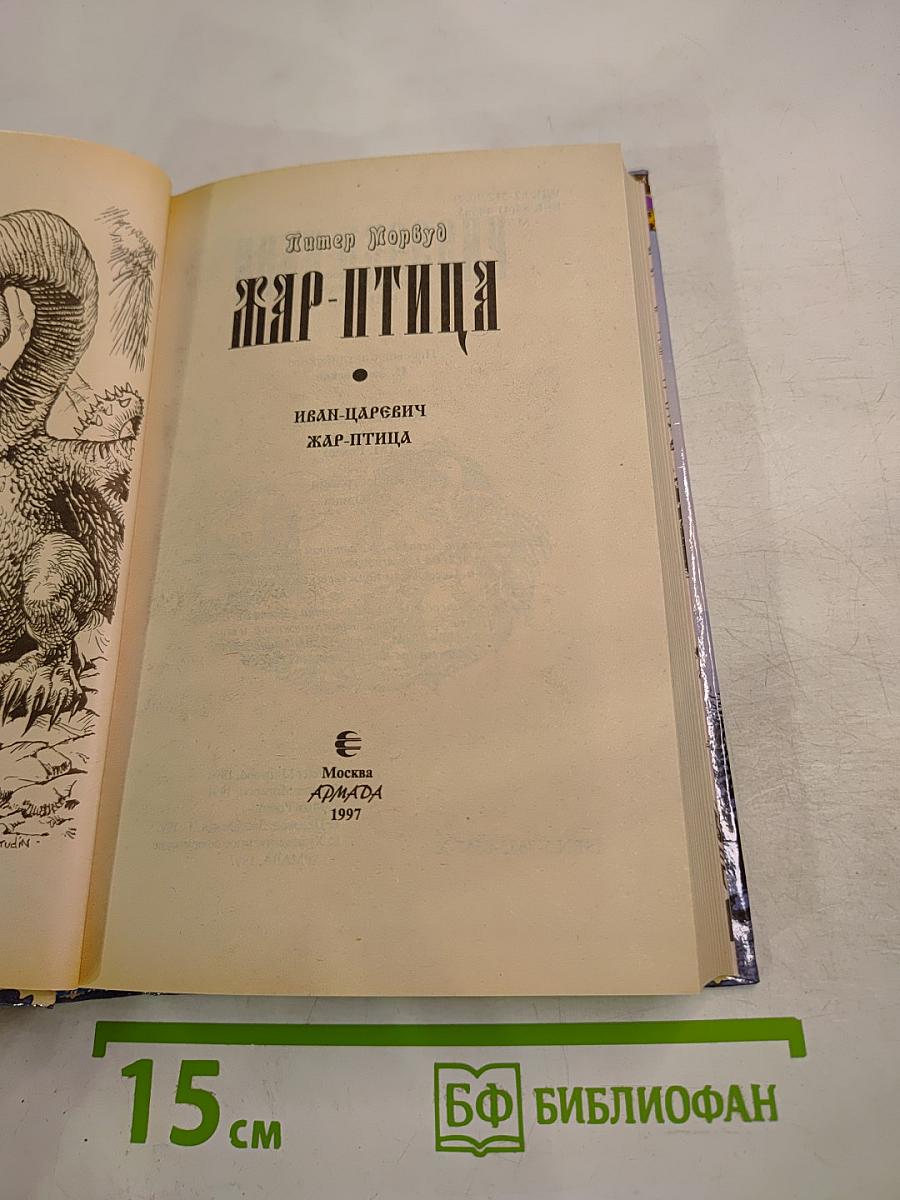 Питер Морвуд
ЖАР-ПТИЦА
ИВАН-ЦАРЕВИЧ
ЖАР-ПТИЦА
Москва
АРМАДА
1997
15 см
БФ БИБЛИОФАН